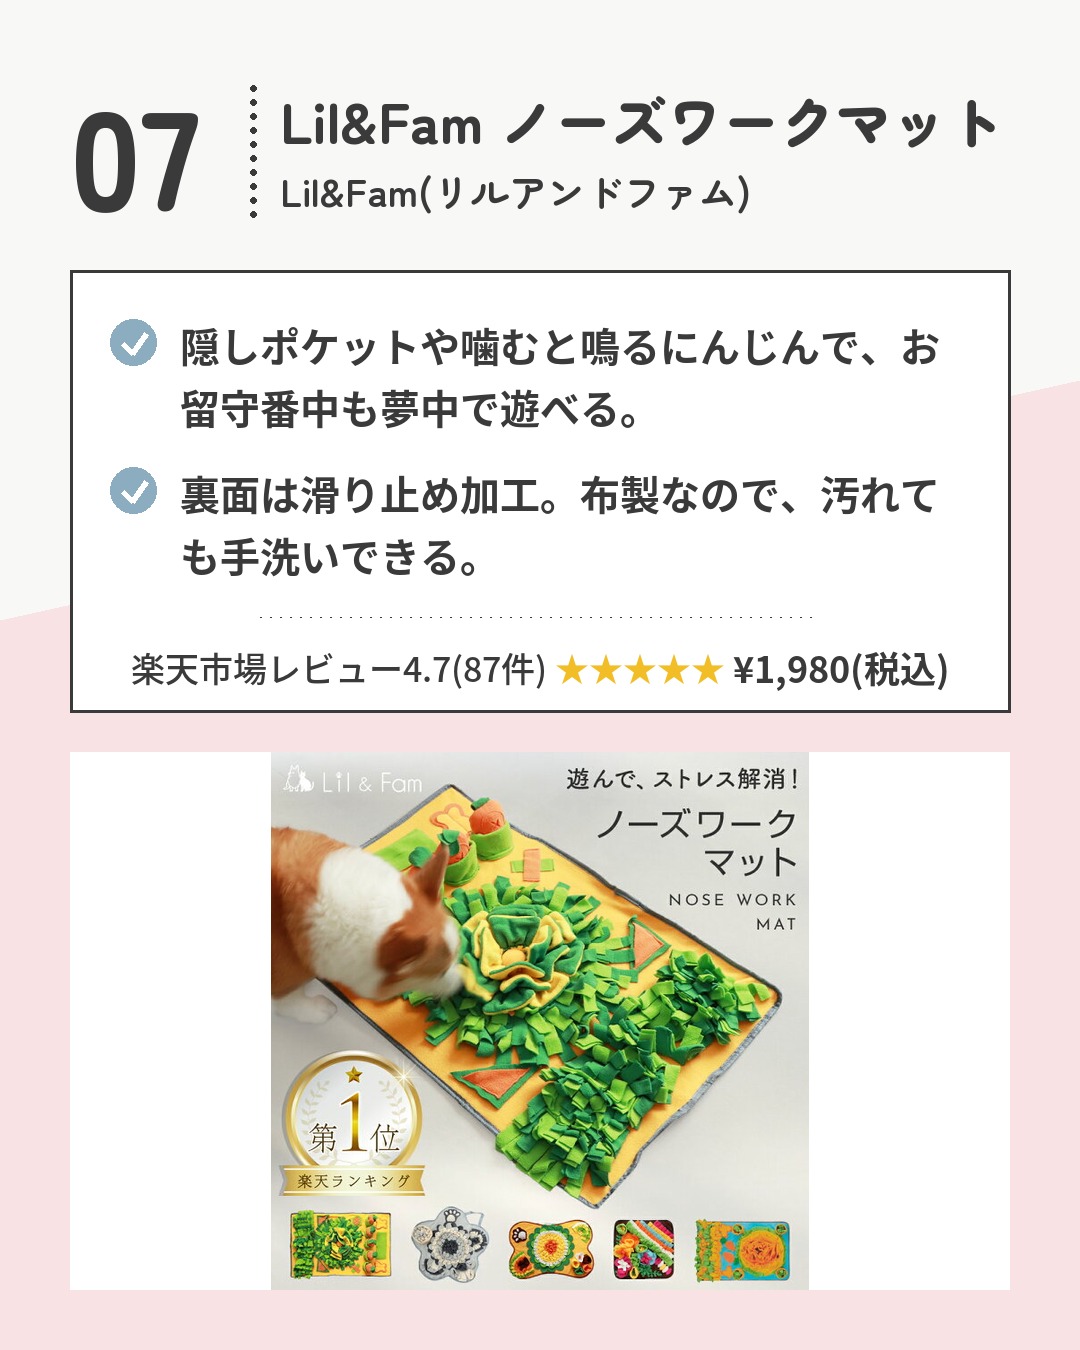 07
Lil&Fam ノーズワークマット
Lil&Fam(リルアンドファム)
隠しポケットや噛むと鳴るにんじんで、お
留守番中も夢中で遊べる。
裏面は滑り止め加工。布製なので、汚れて
も手洗いできる。
楽天市場レビュー4.7(87件) ★★★★★ ¥1,980(税込)
Lil & Fam
遊んで、ストレス解消!
ノーズワーク
マット
NOSE WORK
MAT
第1位
楽天ランキング